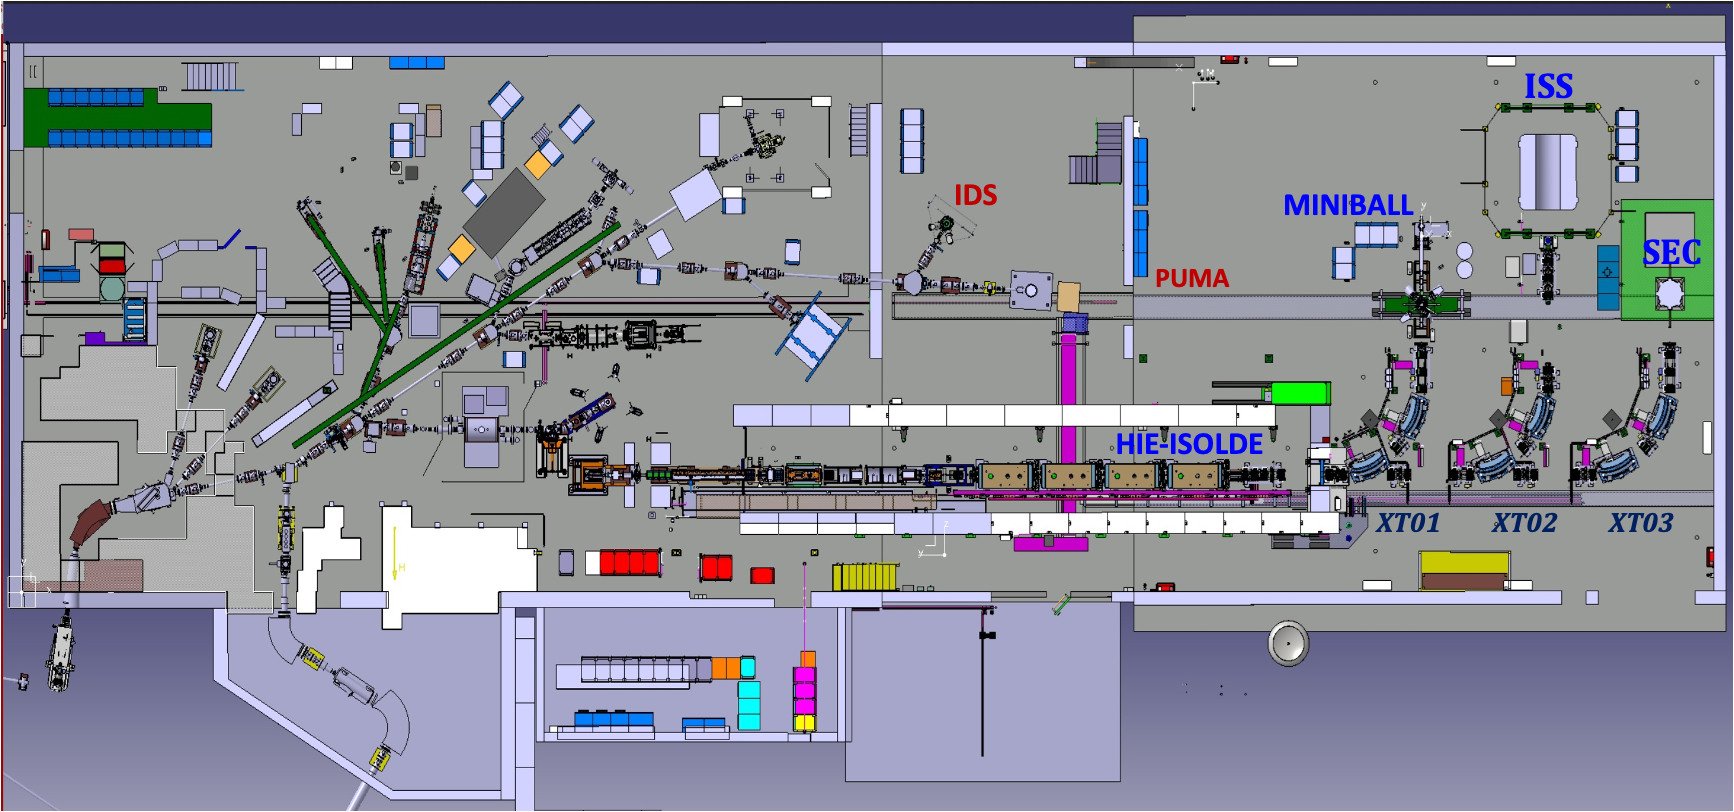 ISS
IDS
MINIBALL
SEC
PUMA
HIE-ISOLDE
XT01
XT02
XT03